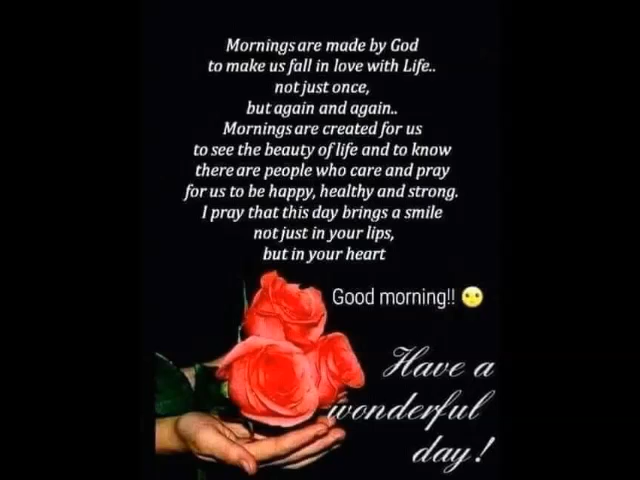 Mornings are made by God
to make us fall in love with Life..
not just once,
but again and again..
Mornings are created for us
to see the beauty of life and to know
there are people who care and pray
for us to be happy, healthy and strong.
I pray that this day brings a smile
not just in your lips,
but in your heart
Good morning!!
Have a
wonderful
day!